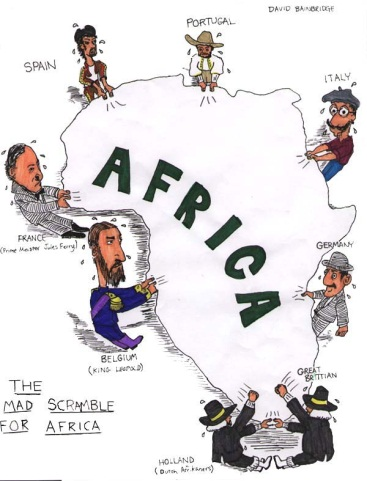 DAVID BAINBRIDGE
PORTUGAL
SPAIN
ITALY
AFRICA
FRANCE
(Prime Minister Jules Ferry)
GERMANY
BELGIUM
(KING LEOPOLD)
GREAT
BRITIAN
THE
MAD SCRAMBLE
FOR AFRICA
HOLLAND
(Dutch Afrikaners)